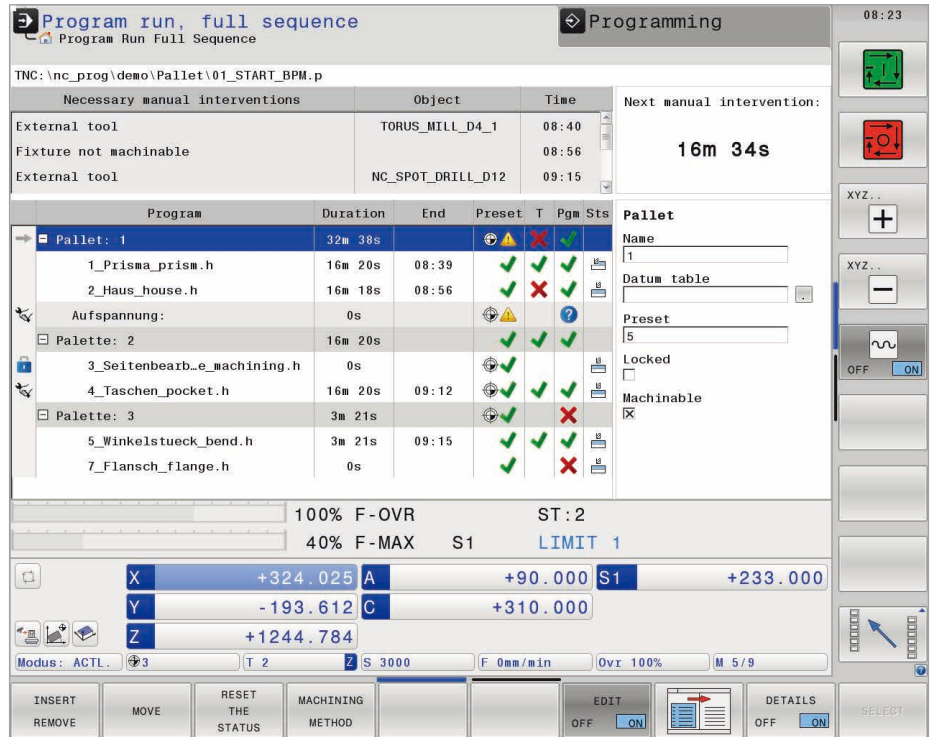 Program run, full sequence
Programming
08:23
Program Run Full Sequence
TNC:\nc_prog\demo\Pallet\01_START_BPM.p
Necessary manual interventions Object Time
External tool TORUS_MILL_D4_1 08:40
Fixture not machinable 08:56
External tool NC_SPOT_DRILL_D12 09:15
Next manual intervention:
16m 34s
Program Duration End Preset T Pgm Sts
Pallet: 1 32m 38s
1_Prisma_prism.h 16m 20s 08:39
2_Haus_house.h 16m 18s 08:56
Aufspannung: 0s
Palette: 2 16m 20s
3_Seitenbearb…e_machining.h 0s
4_Taschen_pocket.h 16m 20s 09:12
Palette: 3 3m 21s
5_Winkelstueck_bend.h 3m 21s 09:15
7_Flansch_flange.h 0s
Pallet
Name
1
Datum table
Preset
5
Locked
Machinable
XYZ..
XYZ..
OFF ON
100% F-OVR ST:2
40% F-MAX S1 LIMIT 1
X +324.025 A +90.000 S1 +233.000
Y -193.612 C +310.000
Z +1244.784
Modus: ACTL. 3 T 2 Z S 3000 F 0mm/min Ovr 100% M 5/9
INSERT
REMOVE
MOVE
RESET
THE
STATUS
MACHINING
METHOD
EDIT
OFF ON
DETAILS
OFF ON
SELECT